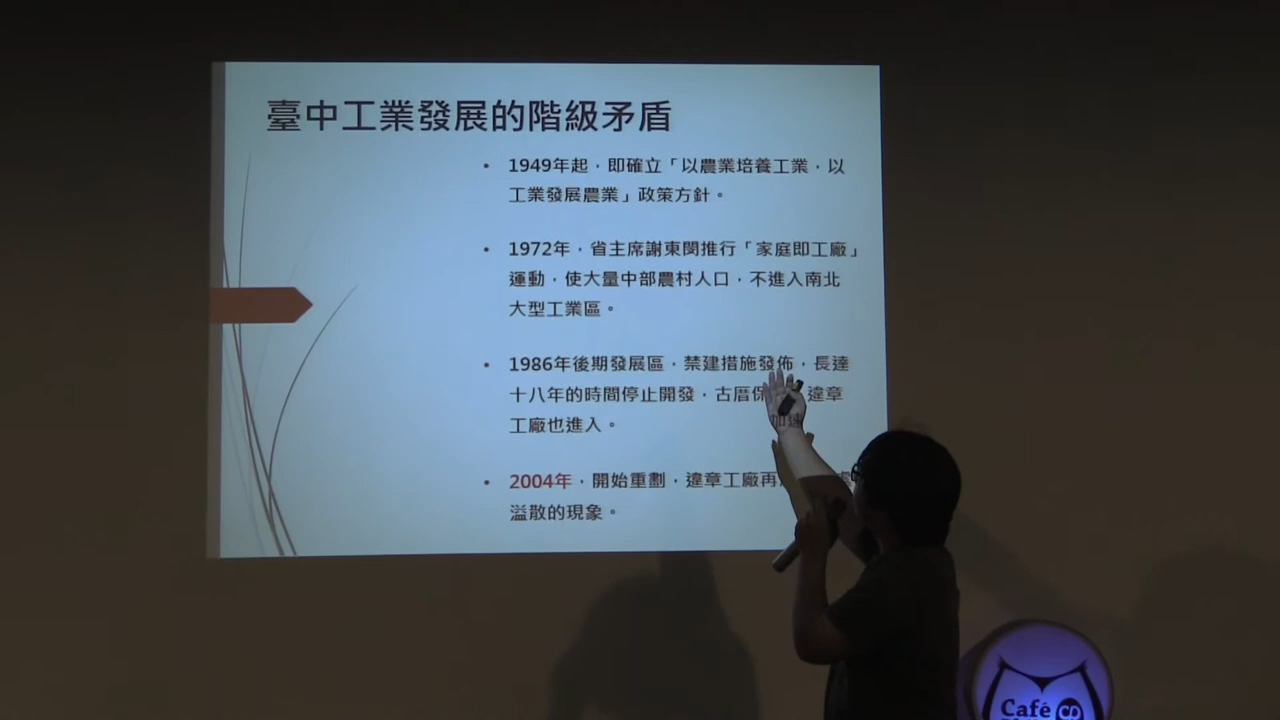 臺中工業發展的階級矛盾
• 1949年起，即確立「以農業培養工業，以
工業發展農業」政策方針。
• 1972年，省主席謝東閔推行「家庭即工廠」
運動，使大量中部農村人口，不進入南北
大型工業區。
• 1986年後期發展區，禁建措施發佈，長達
十八年的時間停止開發，古厝保 違章
工廠也進入。
• 2004年，開始重劃，違章工廠再
溢散的現象。
Café